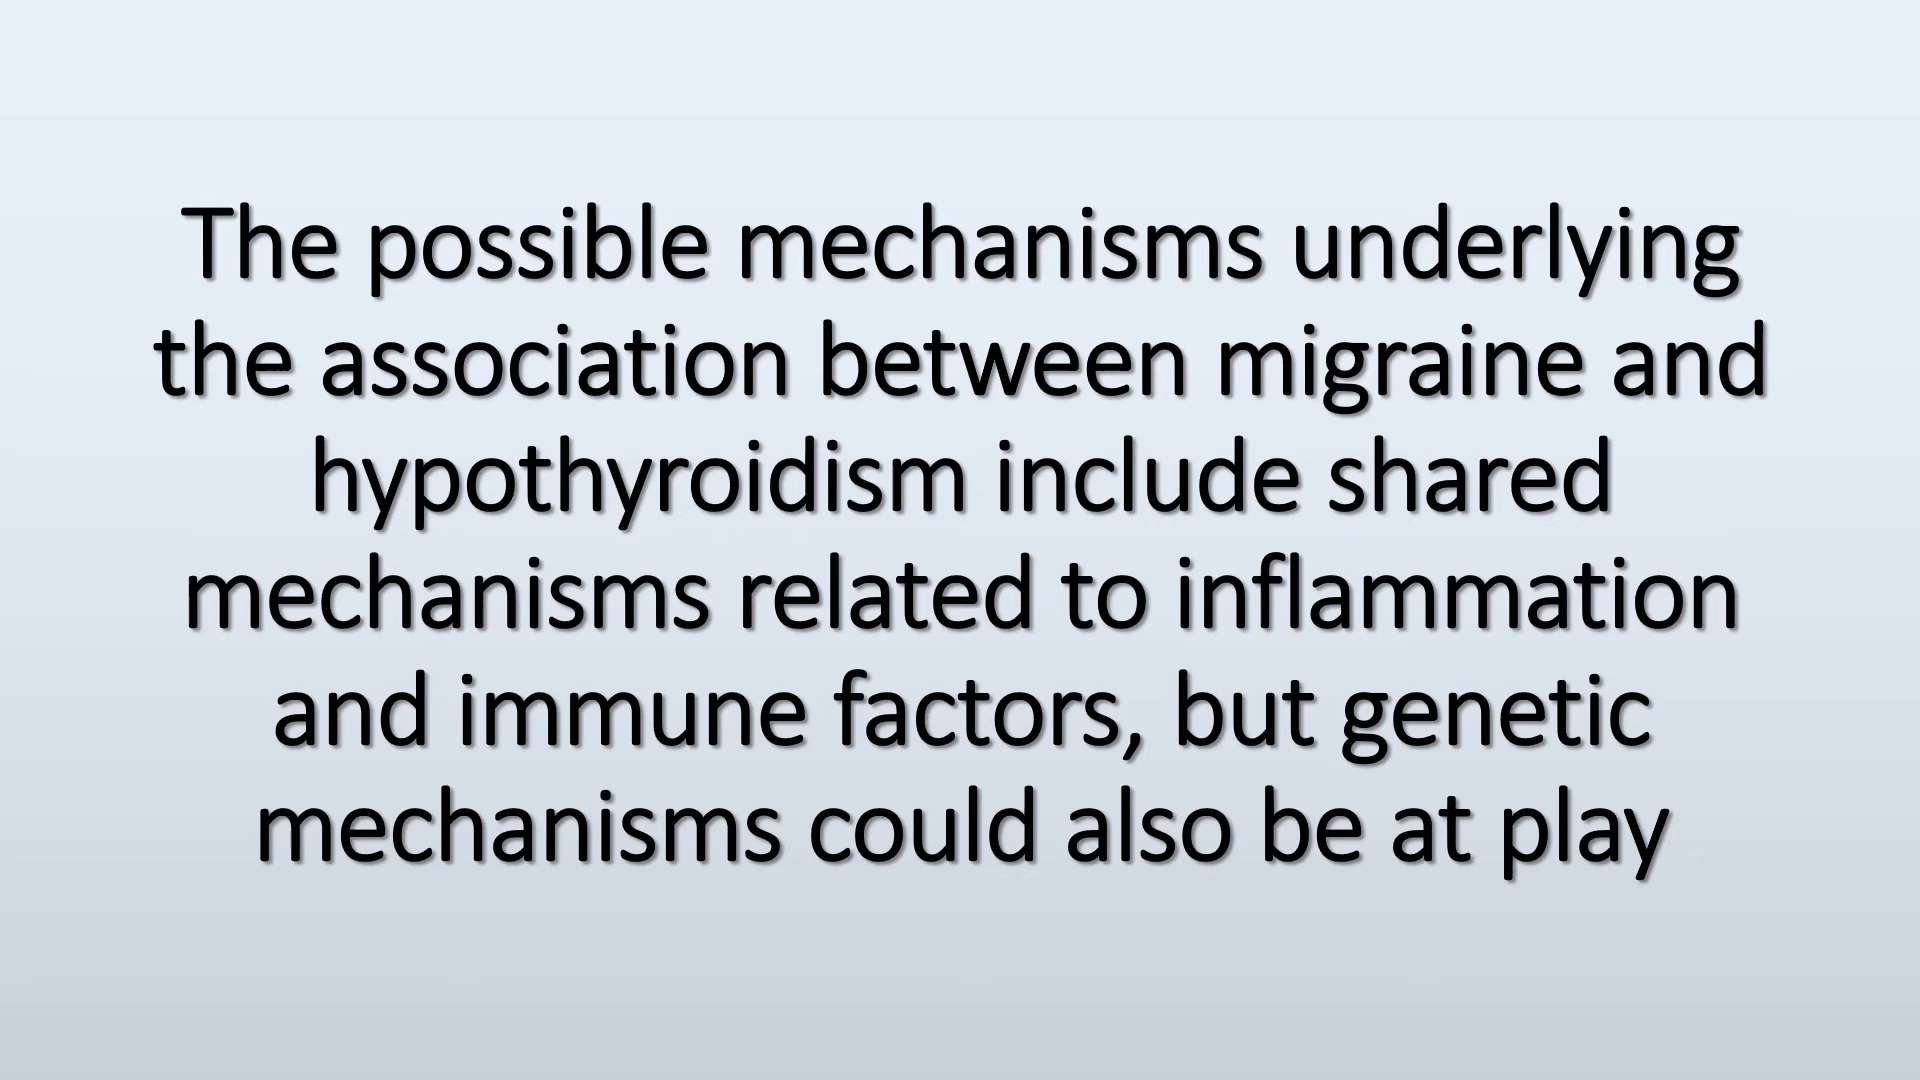 The possible mechanisms underlying
the association between migraine and
hypothyroidism include shared
mechanisms related to inflammation
and immune factors, but genetic
mechanisms could also be at play